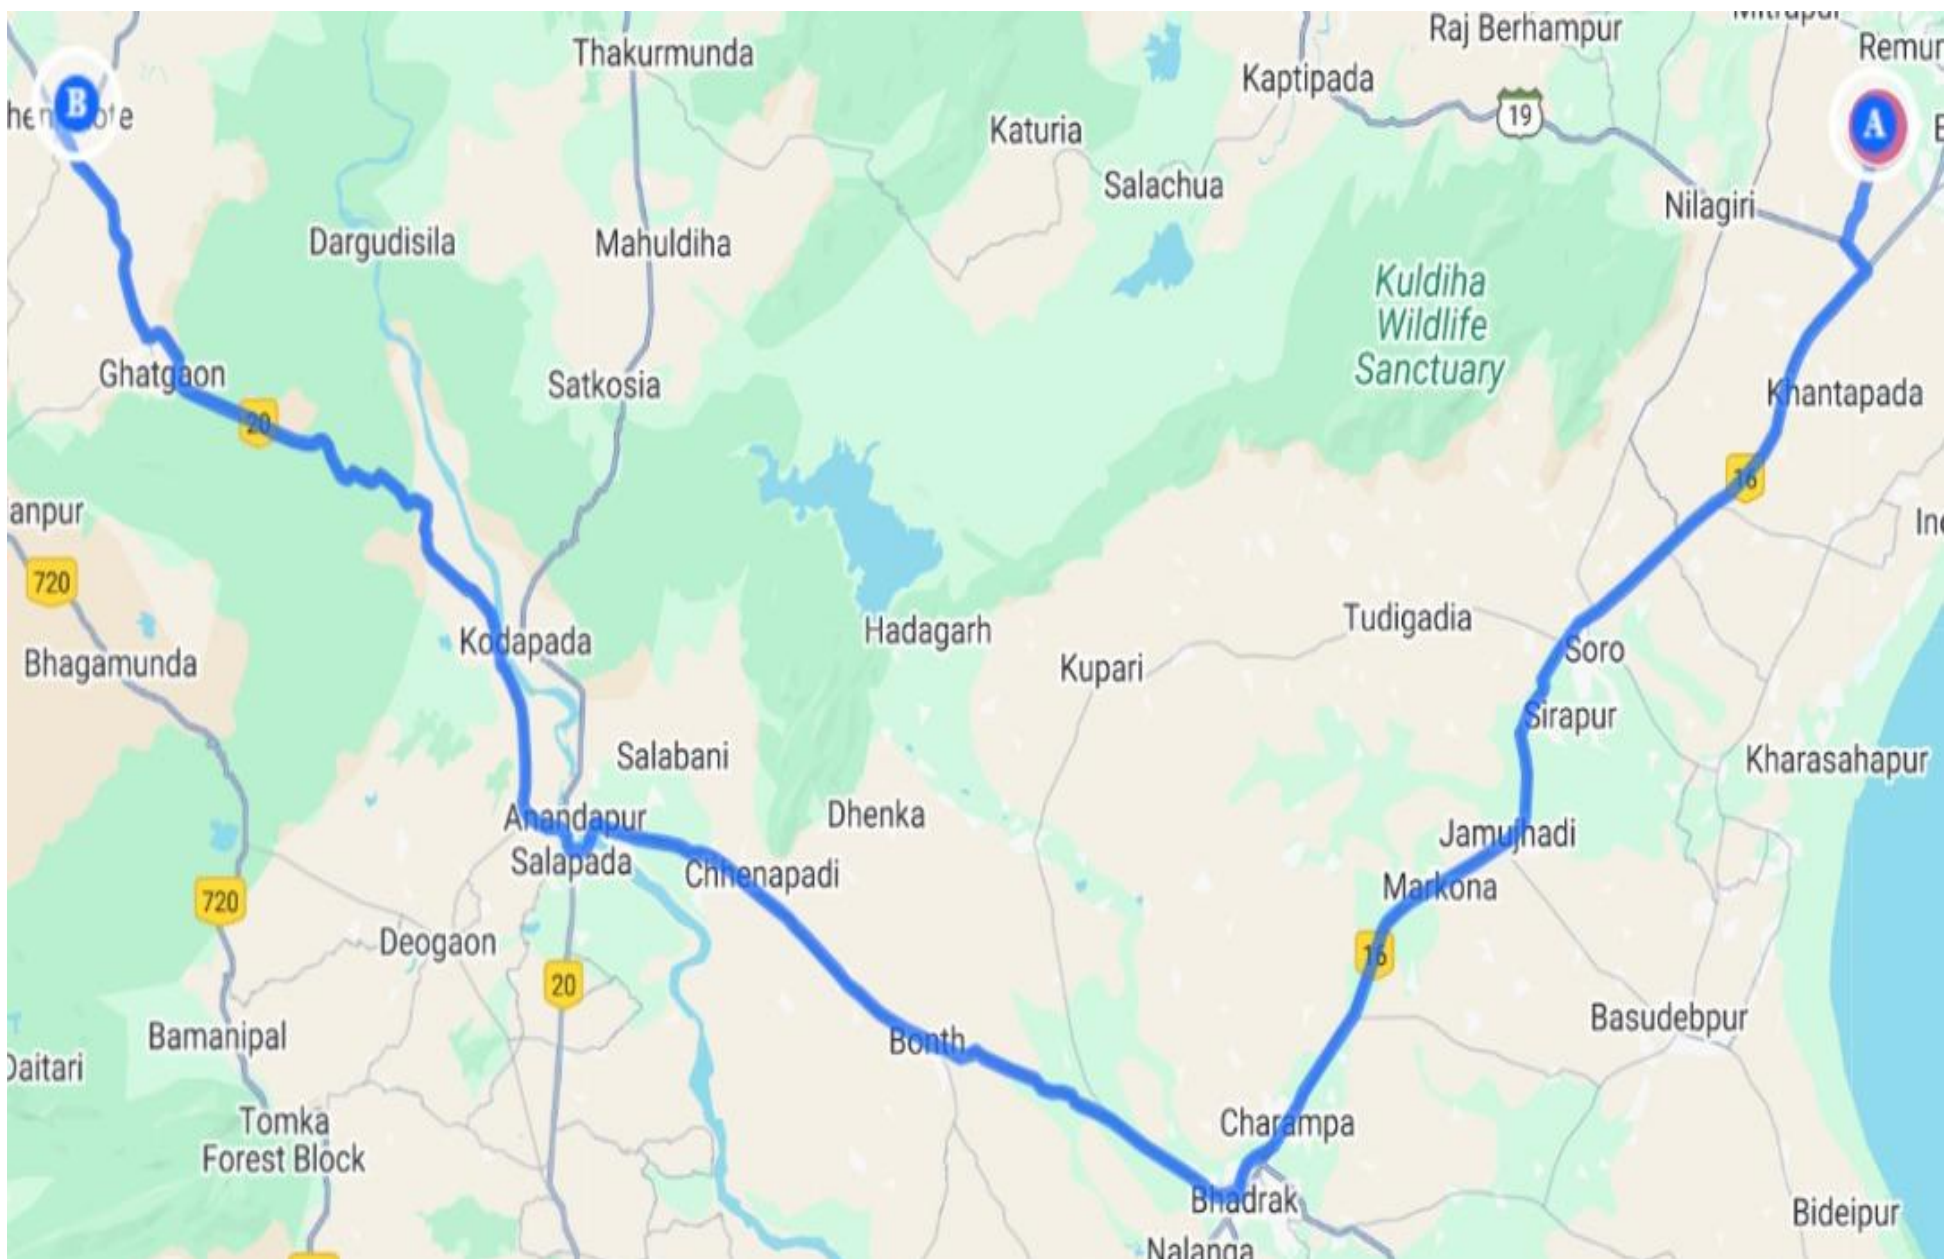 Raj Berhampur
Thakurmunda
Remur
Kaptipada
B
19
A
Katuria
Salachua
Nilagiri
Dargudisila
Mahuldiha
Kuldiha
Wildlife
Sanctuary
Ghatgaon
Satkosia
Khantapada
20
16
anpur
720
Tudigadia
Hadagarh
Kodapada
Soro
Bhagamunda
Kupari
Sirapur
Salabani
Kharasahapur
Anandapur
Dhenka
Jamujhadi
Salapada
Chhenapadi
Markona
720
Deogaon
16
20
Basudebpur
Bamanipal
Bonth
Daitari
Tomka
Forest Block
Charampa
Bhadrak
Bideipur
Nalanga